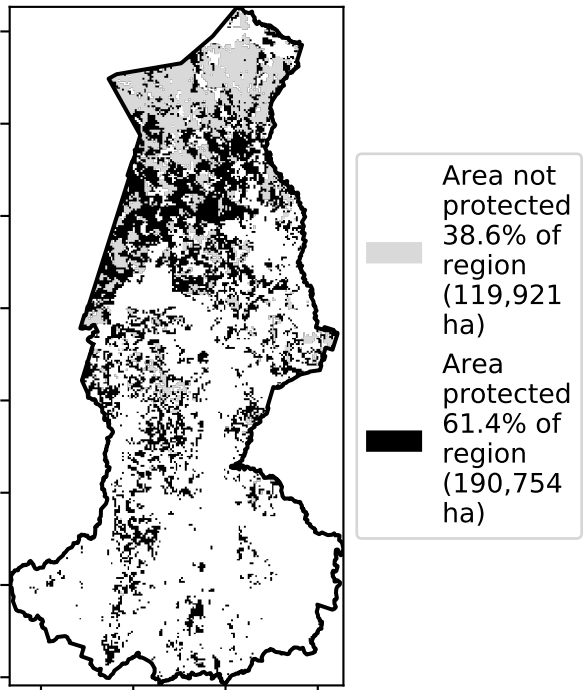 Area not
protected
38.6% of
region
(119,921
ha)
Area
protected
61.4% of
region
(190,754
ha)